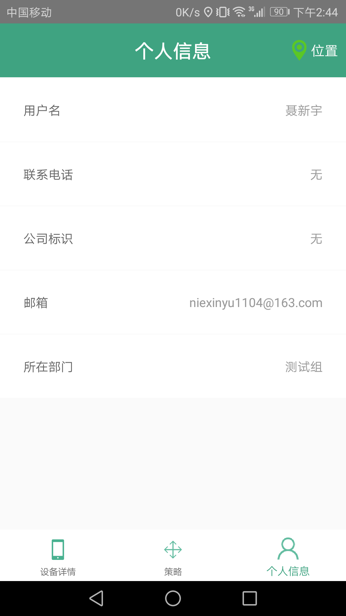 中国移动 0K/s 3G 90 下午2:44
个人信息 位置
用户名 聂新宇
联系电话 无
公司标识 无
邮箱 niexinyu1104@163.com
所在部门 测试组
设备详情 策略 个人信息